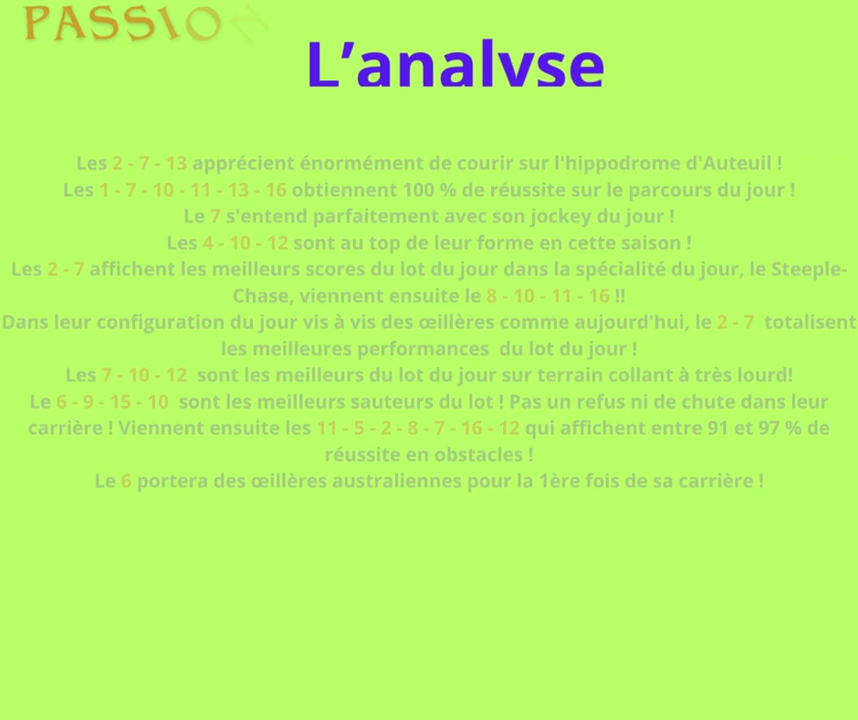 PASSION
L'analyse
Les 2 - 7 - 13 apprécient énormément de courir sur l'hippodrome d'Auteuil !
Les 1 - 7 - 10 - 11 - 13 - 16 obtiennent 100 % de réussite sur le parcours du jour !
Le 7 s'entend parfaitement avec son jockey du jour !
Les 4 - 10 - 12 sont au top de leur forme en cette saison !
Les 2 - 7 affichent les meilleurs scores du lot du jour dans la spécialité du jour, le Steeple-
Chase, viennent ensuite le 8 - 10 - 11 - 16 !!
Dans leur configuration du jour vis à vis des œillères comme aujourd'hui, le 2 - 7 totalisent
les meilleures performances du lot du jour !
Les 7 - 10 - 12 sont les meilleurs du lot du jour sur terrain collant à très lourd!
Le 6 - 9 - 15 - 10 sont les meilleurs sauteurs du lot ! Pas un refus ni de chute dans leur
carrière ! Viennent ensuite les 11 - 5 - 2 - 8 - 7 - 16 - 12 qui affichent entre 91 et 97 % de
réussite en obstacles !
Le 6 portera des œillères australiennes pour la 1ère fois de sa carrière !